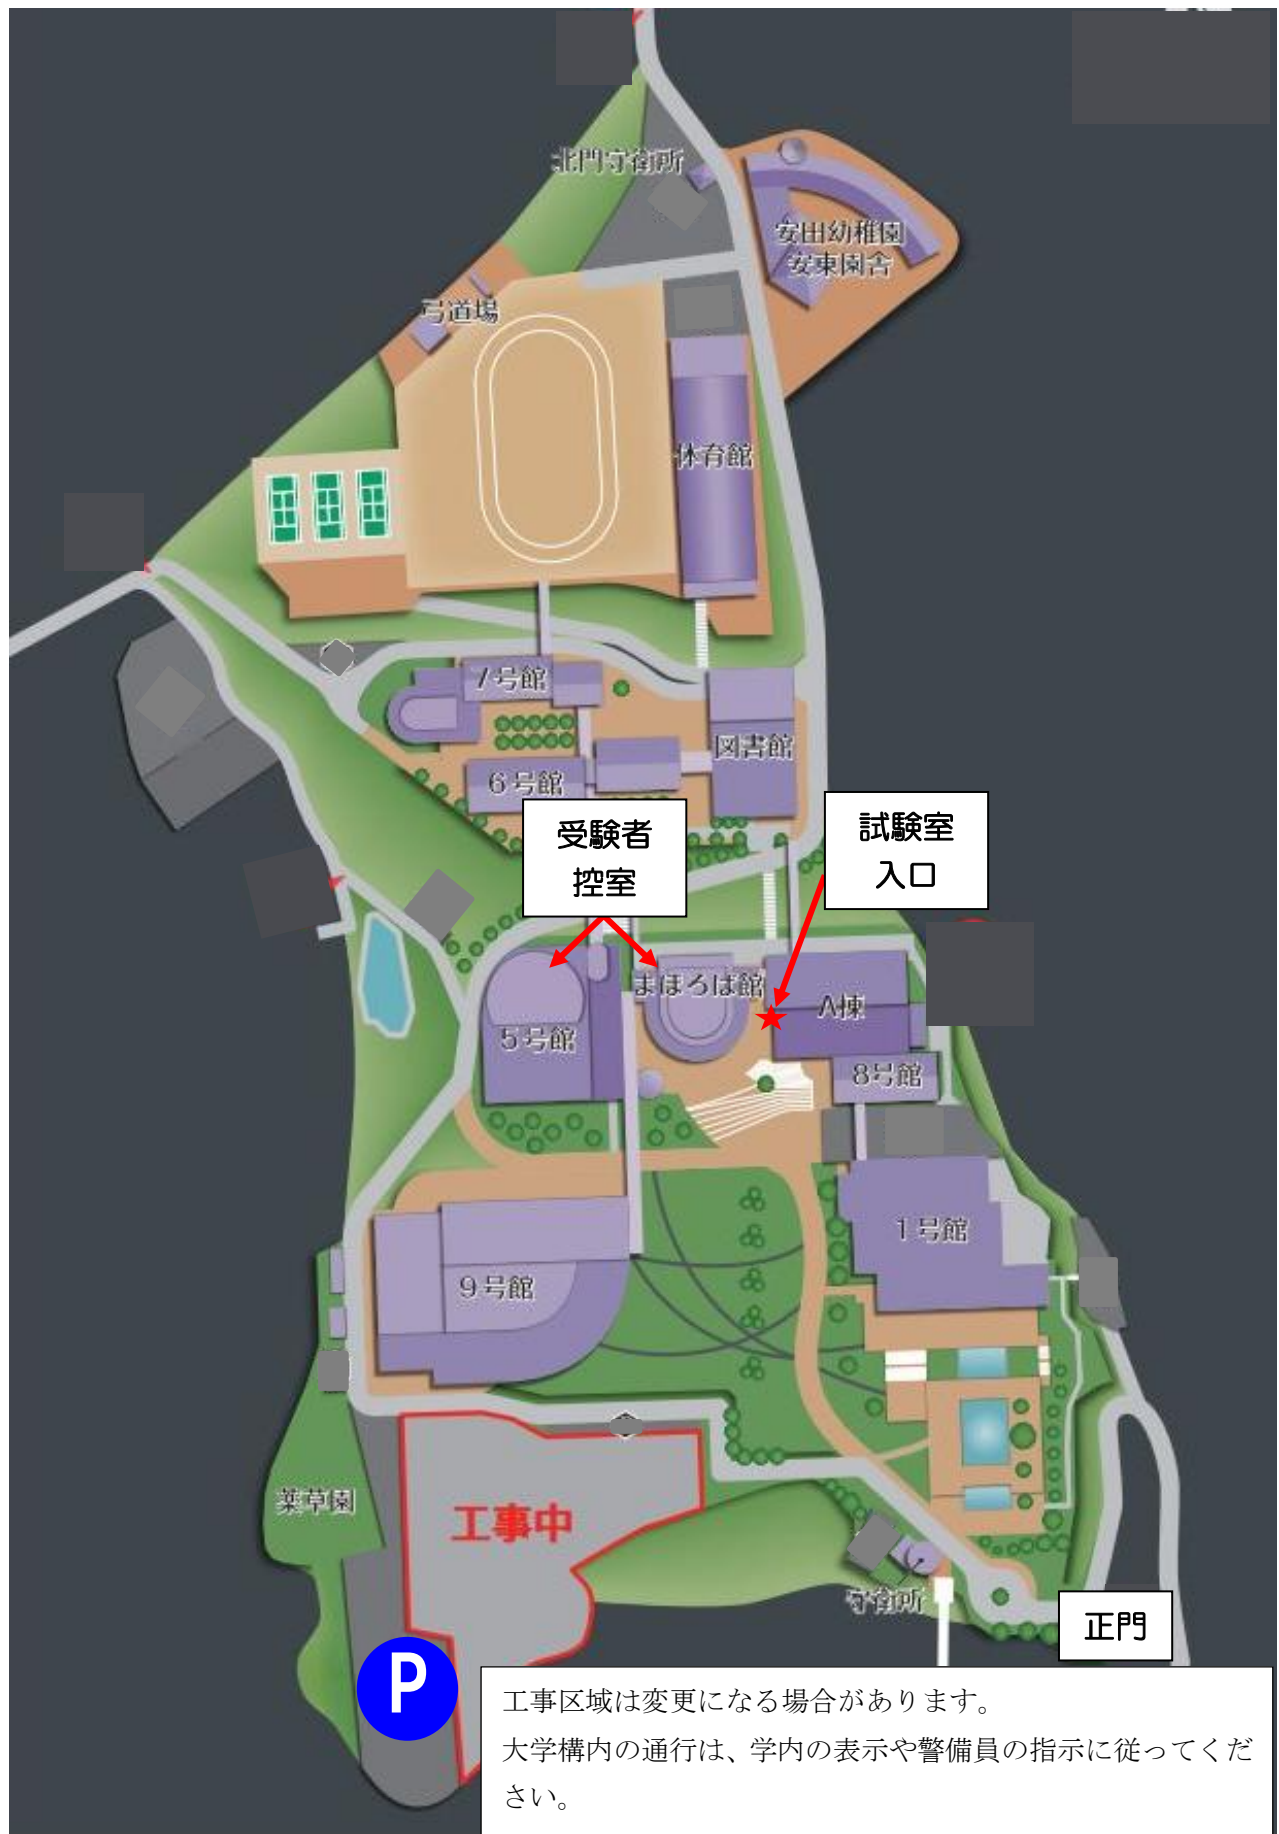 北門守衛所
安田幼稚園
安東園舎
弓道場
体育館
7号館
図書館
6号館
受験者
控室
試験室
入口
まほろば館
A棟
5号館
8号館
1号館
9号館
薬草園
工事中
守衛所
正門
P
工事区域は変更になる場合があります。
大学構内の通行は、学内の表示や警備員の指示に従ってくだ
さい。